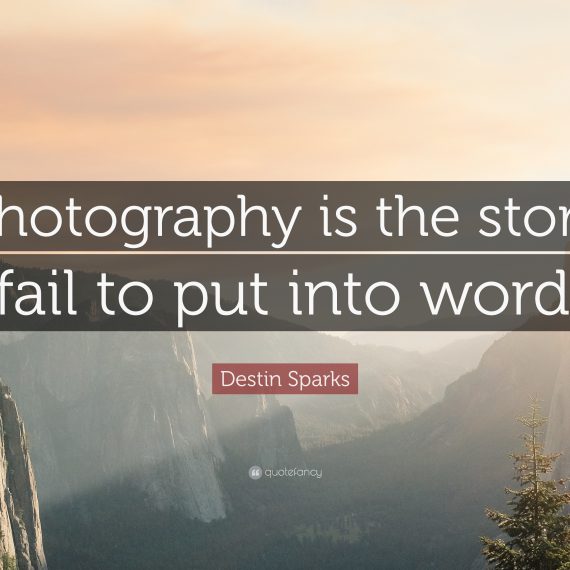 hotography is the stor
fail to put into word
Destin Sparks
quotefancy